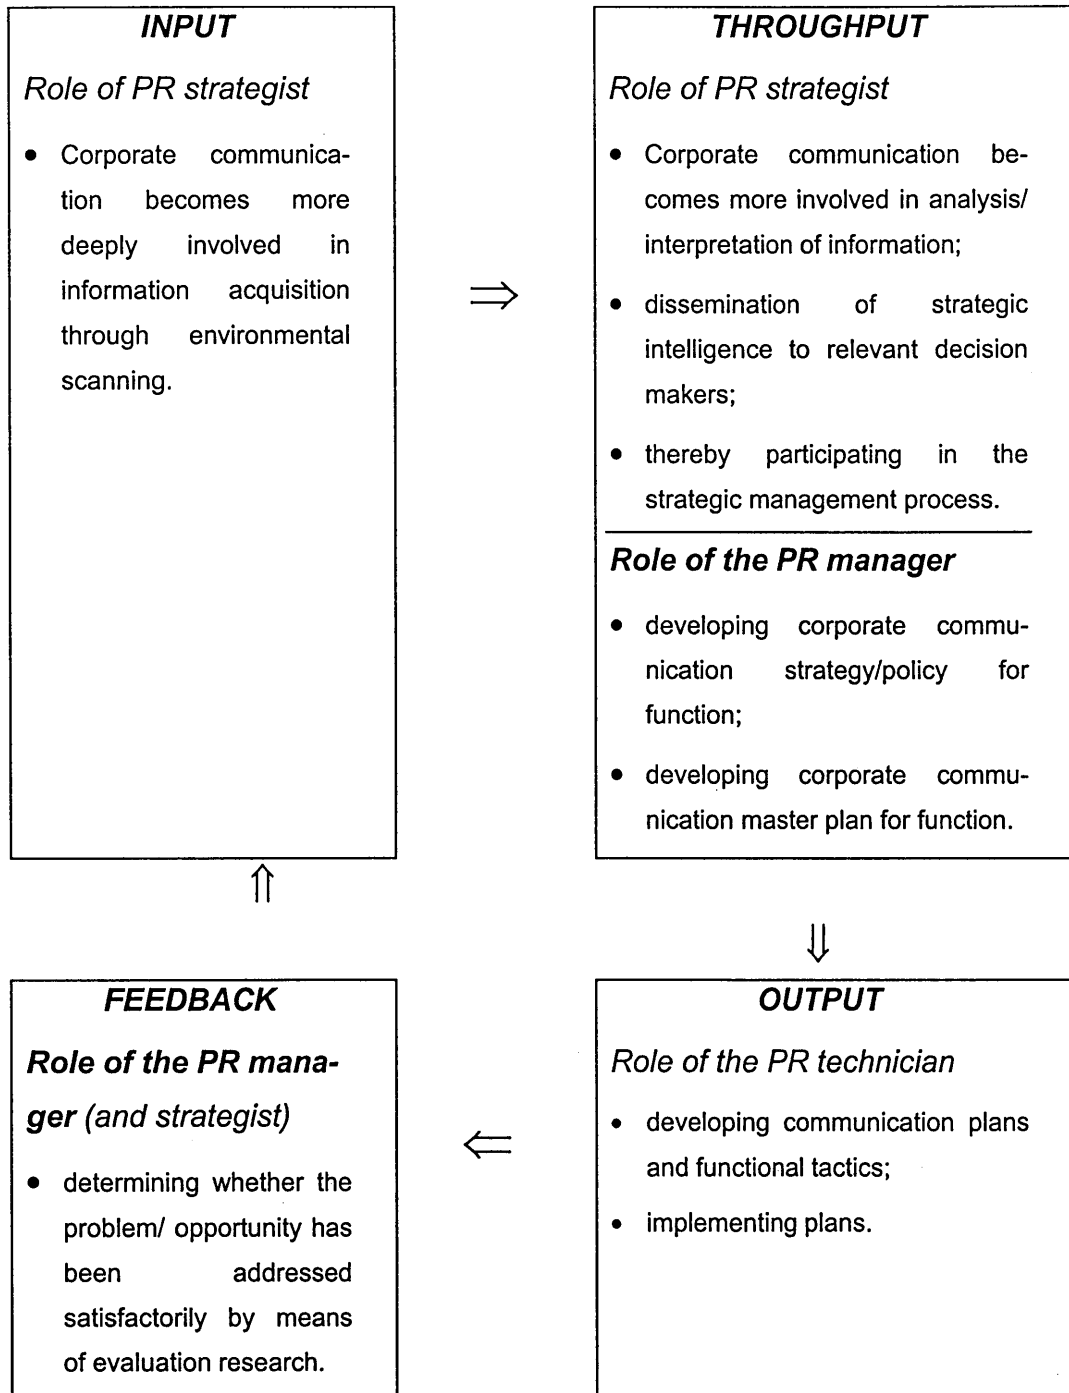 INPUT
Role of PR strategist
• Corporate communica-
tion becomes more
deeply involved in
information acquisition
through environmental
scanning.
⇒
THROUGHPUT
Role of PR strategist
• Corporate communication be-
comes more involved in analysis/
interpretation of information;
• dissemination of strategic
intelligence to relevant decision
makers;
• thereby participating in the
strategic management process.
Role of the PR manager
• developing corporate commu-
nication strategy/policy for
function;
• developing corporate commu-
nication master plan for function.
⇑
⇓
FEEDBACK
Role of the PR mana-
ger (and strategist)
• determining whether the
problem/ opportunity has
been addressed
satisfactorily by means
of evaluation research.
⇐
OUTPUT
Role of the PR technician
• developing communication plans
and functional tactics;
• implementing plans.